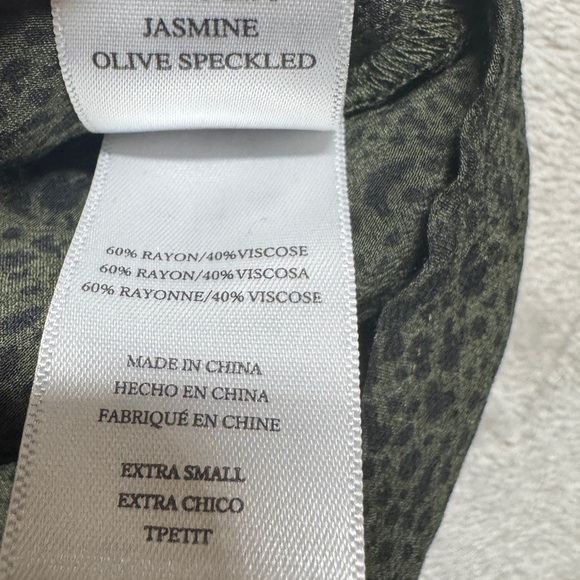 JASMINE
OLIVE SPECKLED
60% RAYON/40% VISCOSE
60% RAYON/40% VISCOSA
60% RAYONNE/40% VISCOSE
MADE IN CHINA
HECHO EN CHINA
FABRIQUÉ EN CHINE
EXTRA SMALL
EXTRA CHICO
TPETIT